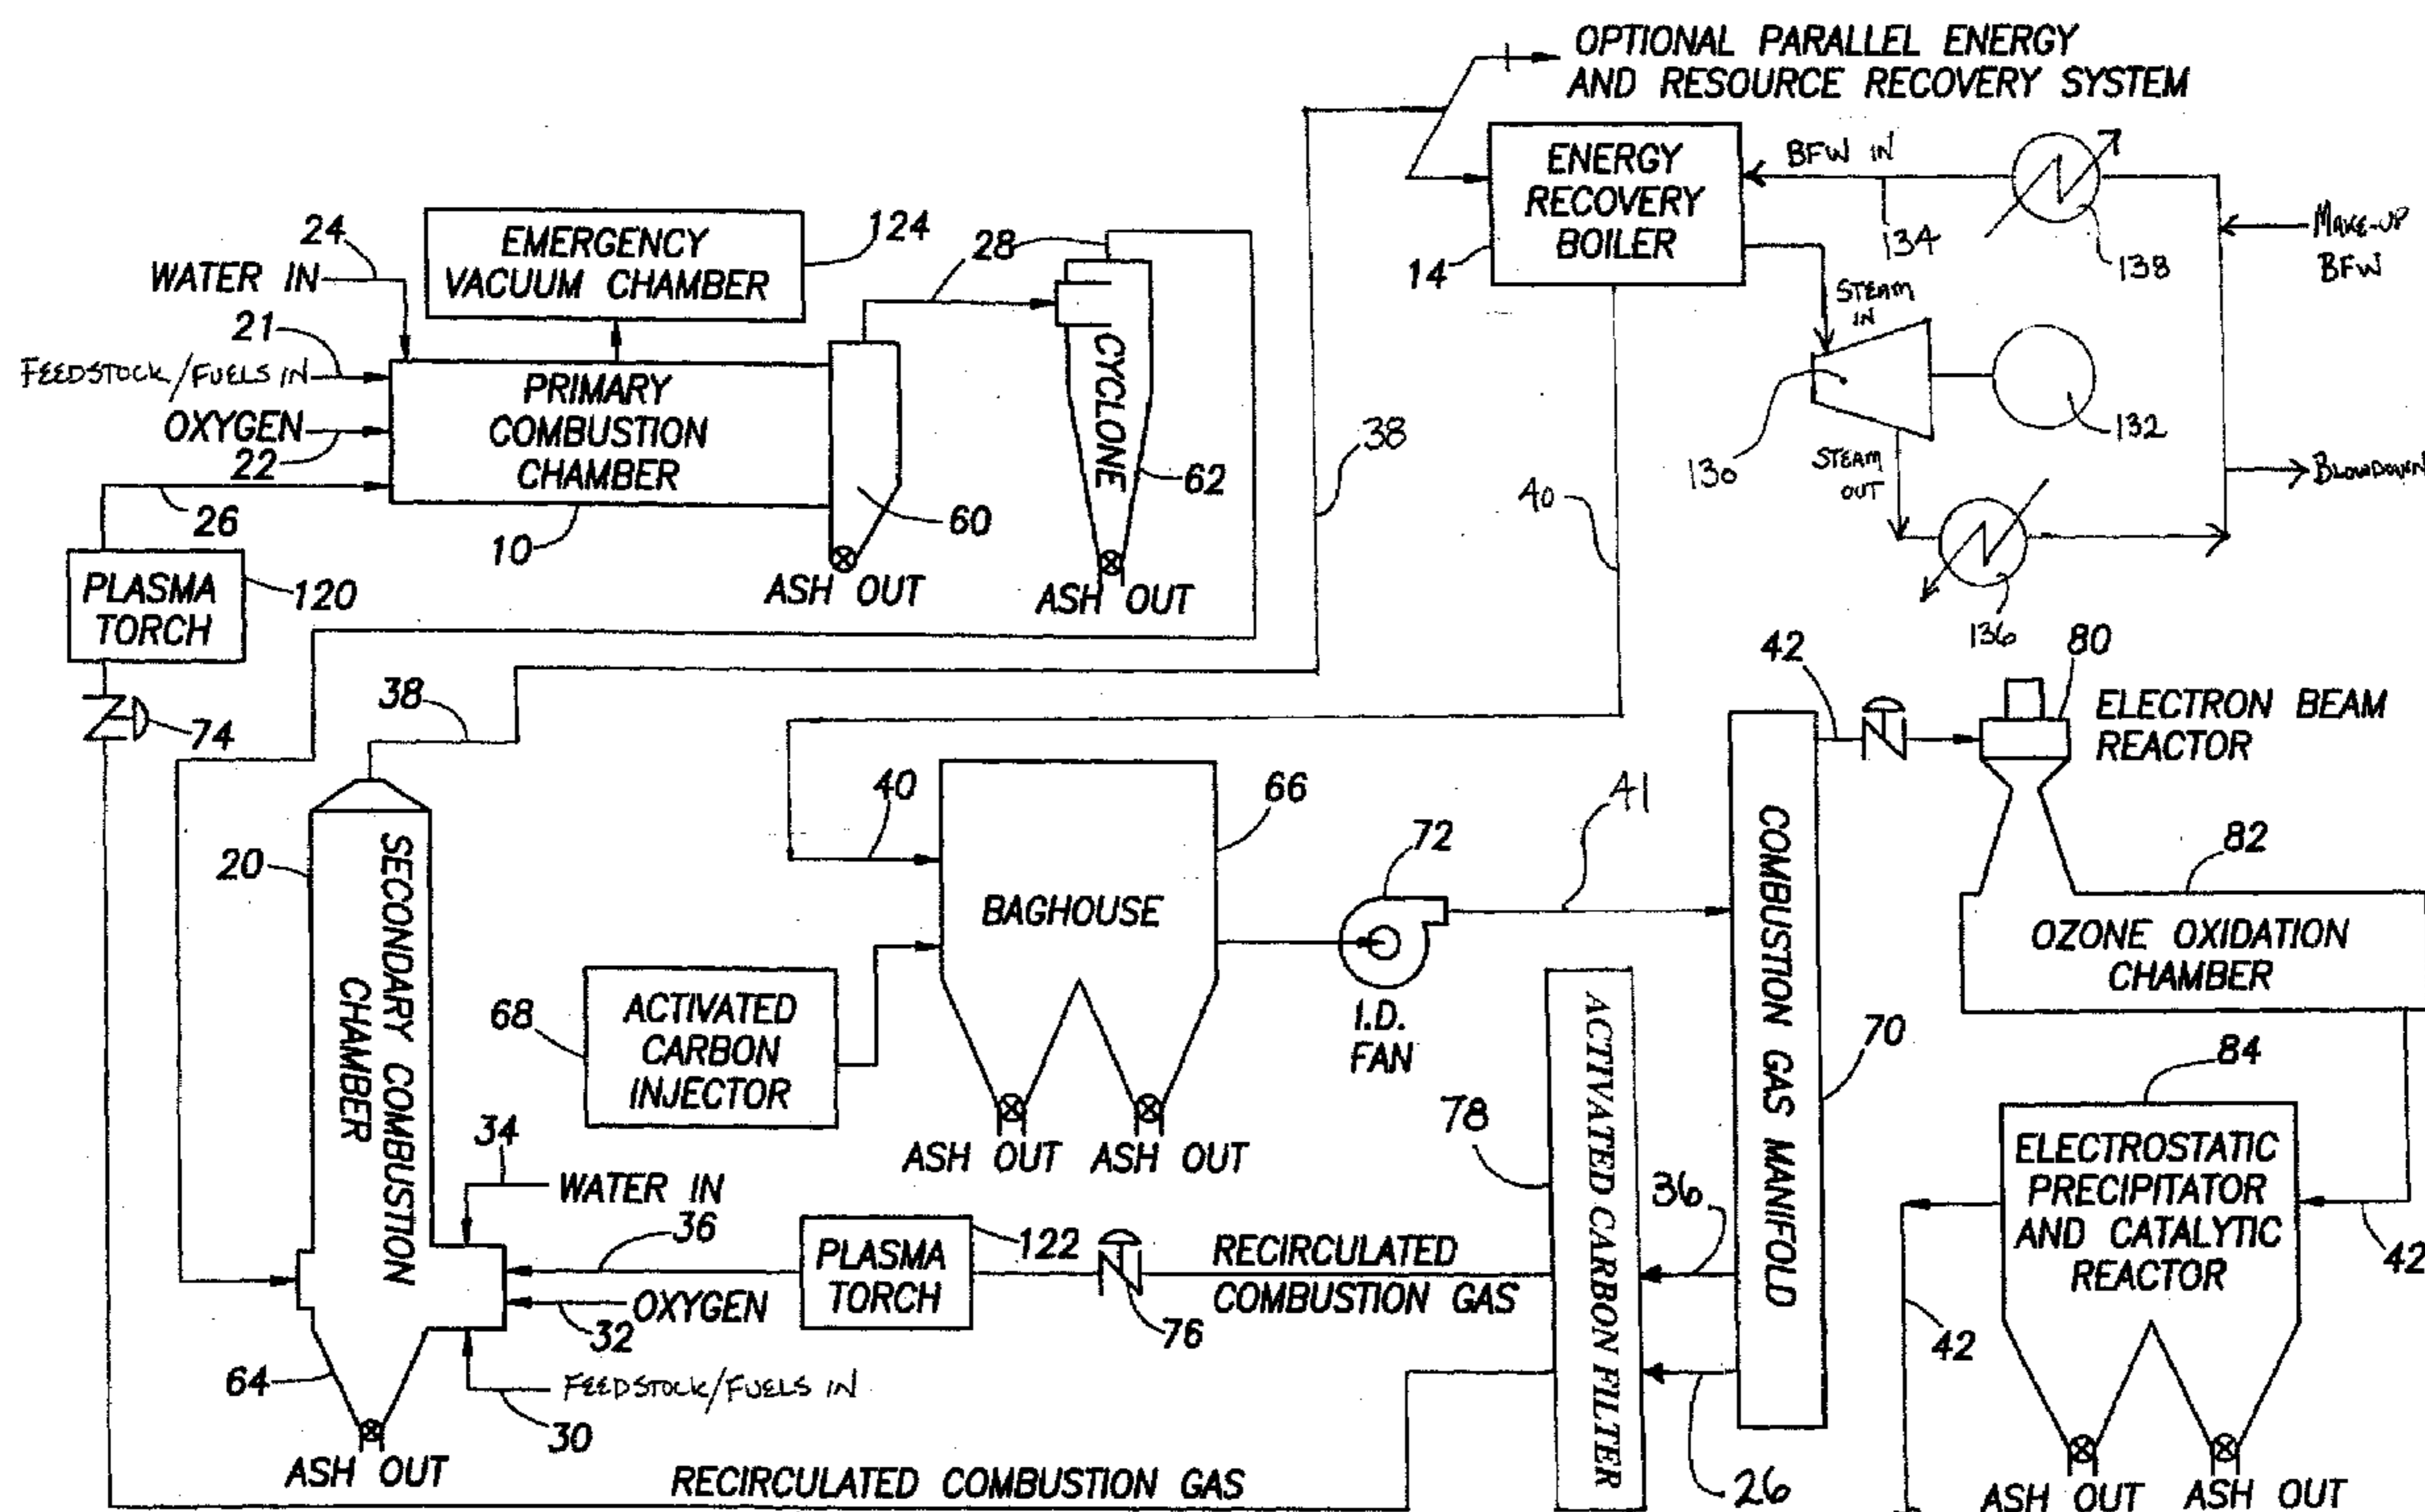 OPTIONAL PARALLEL ENERGY
AND RESOURCE RECOVERY SYSTEM
ENERGY
RECOVERY
BOILER
14
BFW IN
134
138
MAKE-UP
BFW
STEAM
IN
130
132
STEAM
OUT
BLOWDOWN
136
24
WATER IN
EMERGENCY
VACUUM CHAMBER
124
28
21
FEEDSTOCK/FUELS IN
OXYGEN
22
PRIMARY
COMBUSTION
CHAMBER
CYCLONE
62
26
10
60
ASH OUT
ASH OUT
38
40
PLASMA
TORCH
120
74
38
42
80
ELECTRON BEAM
REACTOR
20
SECONDARY COMBUSTION
CHAMBER
40
66
BAGHOUSE
72
41
I.D.
FAN
COMBUSTION GAS MANIFOLD
70
82
OZONE OXIDATION
CHAMBER
68
ACTIVATED
CARBON
INJECTOR
ASH OUT
ASH OUT
78
ACTIVATED CARBON FILTER
84
ELECTROSTATIC
PRECIPITATOR
AND CATALYTIC
REACTOR
42
42
34
WATER IN
36
PLASMA
TORCH
122
RECIRCULATED
COMBUSTION GAS
76
36
OXYGEN
32
64
FEEDSTOCK/FUELS IN
30
ASH OUT
RECIRCULATED COMBUSTION GAS
26
ASH OUT
ASH OUT